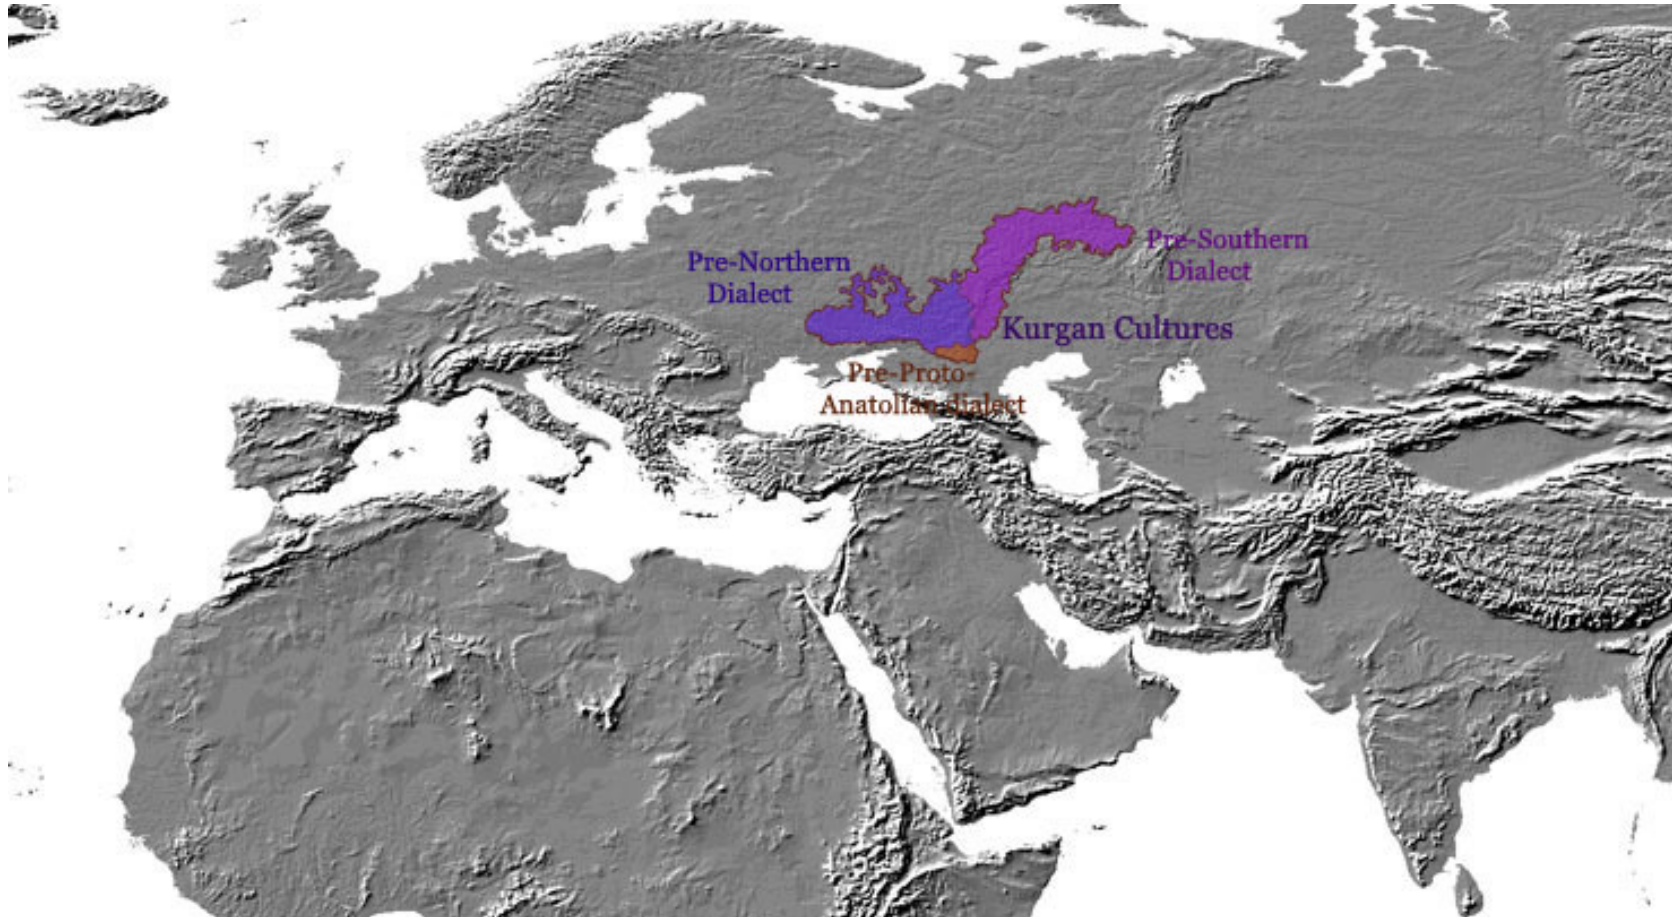 Pre-Northern
Dialect
Pre-Southern
Dialect
Kurgan Cultures
Pre-Proto-
Anatolian dialect